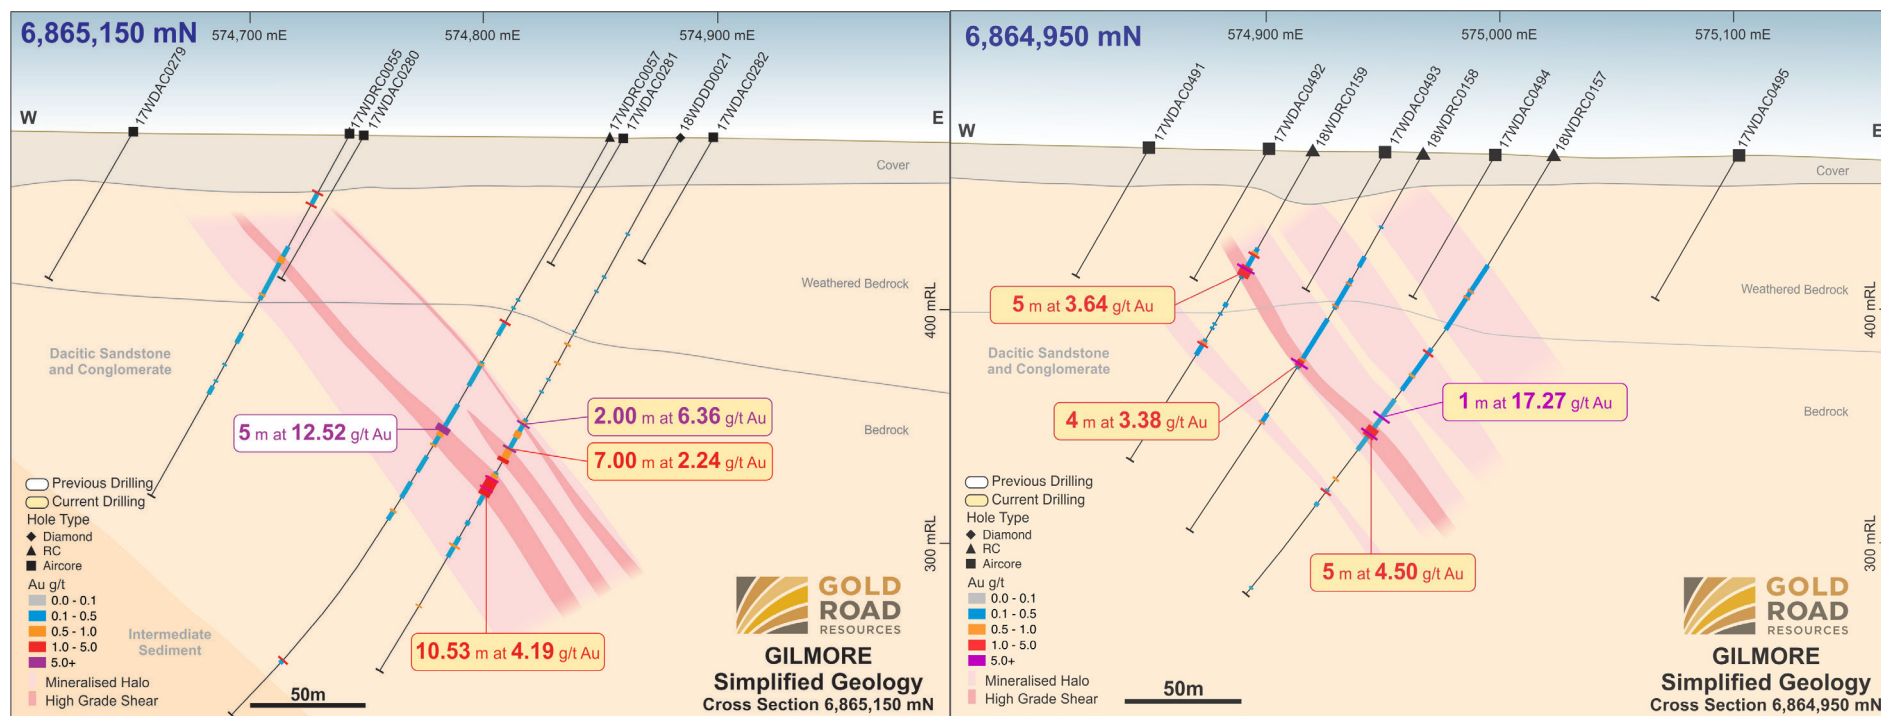 6,865,150 mN
574,700 mE
574,800 mE
574,900 mE
17WDAC0279
17WDRC0055
17WDAC0280
17WDRC0057
17WDAC0281
18WDDD0021
17WDAC0282
W
E
Cover
Weathered Bedrock
400 mRL
Dacitic Sandstone
and Conglomerate
5 m at 12.52 g/t Au
2.00 m at 6.36 g/t Au
7.00 m at 2.24 g/t Au
Bedrock
300 mRL
Previous Drilling
Current Drilling
Hole Type
Diamond
RC
Aircore
Au g/t
0.0 - 0.1
0.1 - 0.5
0.5 - 1.0
1.0 - 5.0
5.0+
Mineralised Halo
High Grade Shear
Intermediate
Sediment
10.53 m at 4.19 g/t Au
50m
GOLD
ROAD
RESOURCES
GILMORE
Simplified Geology
Cross Section 6,865,150 mN
6,864,950 mN
574,900 mE
575,000 mE
575,100 mE
17WDAC0491
17WDAC0492
18WDRC0159
17WDAC0493
18WDRC0158
17WDAC0494
18WDRC0157
17WDAC0495
W
E
Cover
Weathered Bedrock
400 mRL
5 m at 3.64 g/t Au
Dacitic Sandstone
and Conglomerate
4 m at 3.38 g/t Au
1 m at 17.27 g/t Au
Bedrock
300 mRL
5 m at 4.50 g/t Au
Previous Drilling
Current Drilling
Hole Type
Diamond
RC
Aircore
Au g/t
0.0 - 0.1
0.1 - 0.5
0.5 - 1.0
1.0 - 5.0
5.0+
Mineralised Halo
High Grade Shear
50m
GOLD
ROAD
RESOURCES
GILMORE
Simplified Geology
Cross Section 6,864,950 mN